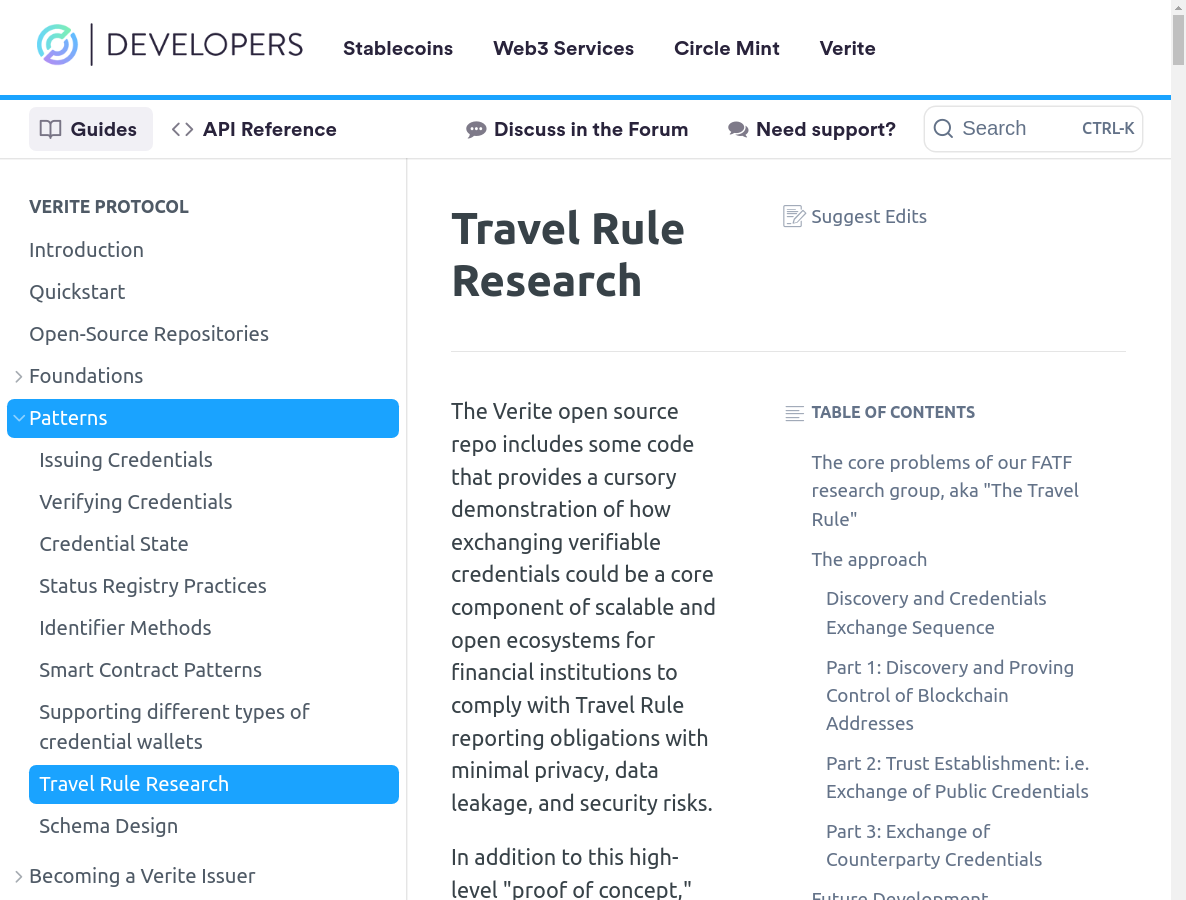 DEVELOPERS
Stablecoins
Web3 Services
Circle Mint
Verite
Guides
API Reference
Discuss in the Forum
Need support?
Search
CTRL-K
VERITE PROTOCOL
Introduction
Quickstart
Open-Source Repositories
Foundations
Patterns
Issuing Credentials
Verifying Credentials
Credential State
Status Registry Practices
Identifier Methods
Smart Contract Patterns
Supporting different types of
credential wallets
Travel Rule Research
Schema Design
Becoming a Verite Issuer
Travel Rule
Research
Suggest Edits
The Verite open source
repo includes some code
that provides a cursory
demonstration of how
exchanging verifiable
credentials could be a core
component of scalable and
open ecosystems for
financial institutions to
comply with Travel Rule
reporting obligations with
minimal privacy, data
leakage, and security risks.
In addition to this high-
level "proof of concept,"
TABLE OF CONTENTS
The core problems of our FATF
research group, aka "The Travel
Rule"
The approach
Discovery and Credentials
Exchange Sequence
Part 1: Discovery and Proving
Control of Blockchain
Addresses
Part 2: Trust Establishment: i.e.
Exchange of Public Credentials
Part 3: Exchange of
Counterparty Credentials
Future Development